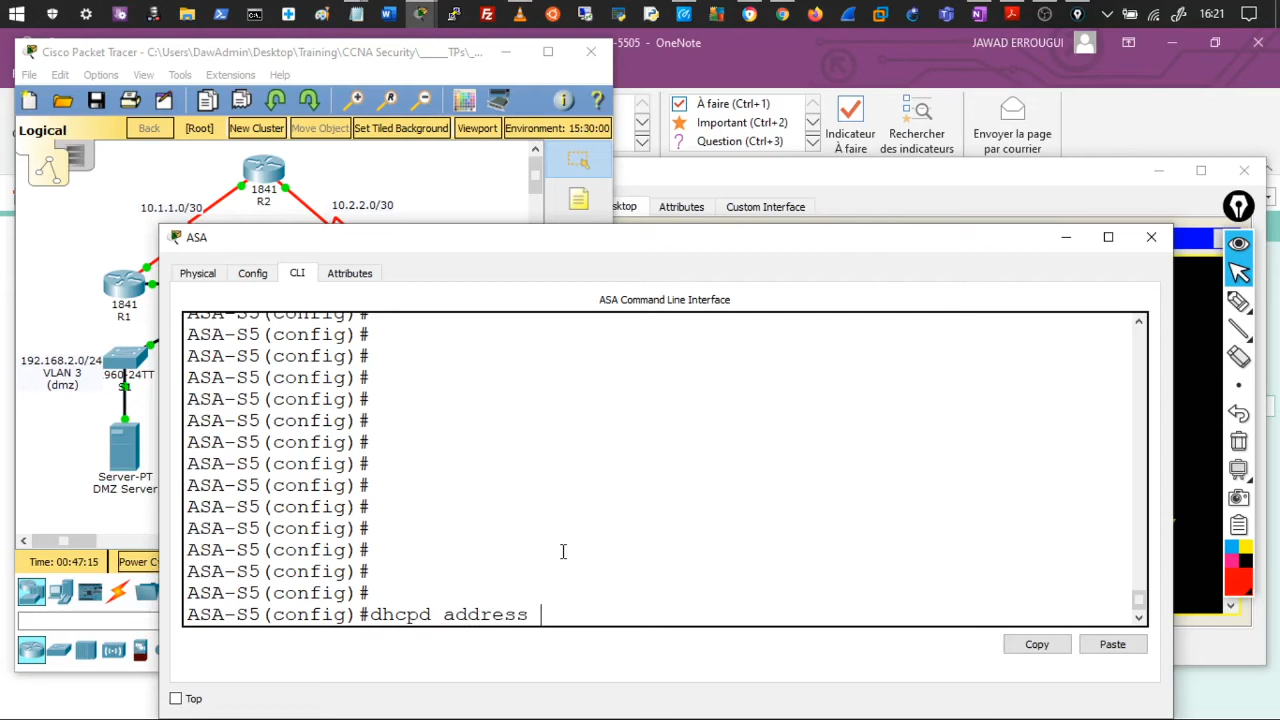 16:21
Cisco Packet Tracer - C:\Users\DawAdmin\Desktop\Training\CCNA Security\_____TPs\_...
-5505 - OneNote
JAWAD ERROUGUI
File Edit Options View Tools Extensions Help
À faire (Ctrl+1)
Important (Ctrl+2)
Question (Ctrl+3)
Indicateur
À faire
Rechercher
des indicateurs
Envoyer la page
par courrier
Logical
Back
[Root]
New Cluster
Move Object
Set Tiled Background
Viewport
Environment: 15:30:00
1841
R2
10.1.1.0/30
10.2.2.0/30
sktop
Attributes
Custom Interface
1841
R1
192.168.2.0/24
VLAN 3
(dmz)
960-24TT
S1
Server-PT
DMZ Server
Time: 00:47:15
Power Cy
ASA
Physical
Config
CLI
Attributes
ASA Command Line Interface
ASA-S5(config)#
ASA-S5(config)#
ASA-S5(config)#
ASA-S5(config)#
ASA-S5(config)#
ASA-S5(config)#
ASA-S5(config)#
ASA-S5(config)#
ASA-S5(config)#
ASA-S5(config)#
ASA-S5(config)#
ASA-S5(config)#
ASA-S5(config)#
ASA-S5(config)#
ASA-S5(config)#dhcpd address
Copy
Paste
Top